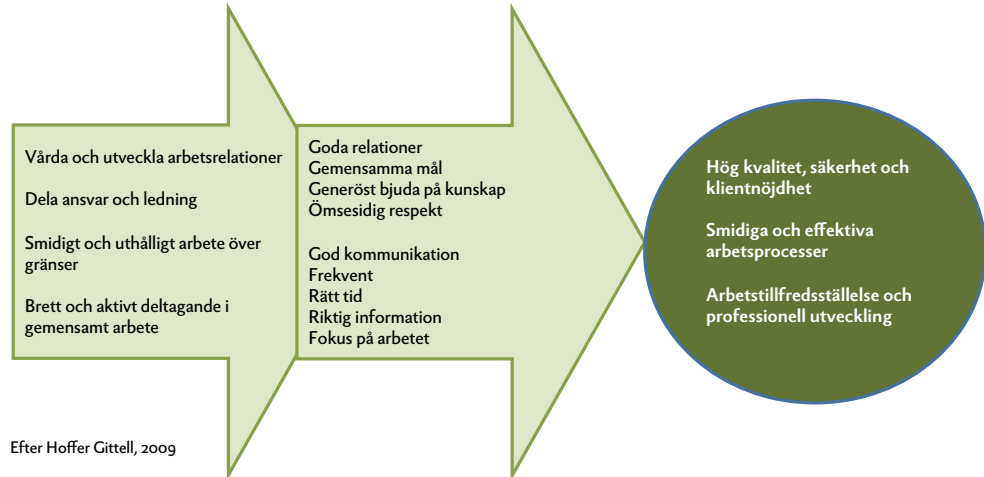 Vårda och utveckla arbetsrelationer
Dela ansvar och ledning
Smidigt och uthålligt arbete över
gränser
Brett och aktivt deltagande i
gemensamt arbete
Goda relationer
Gemensamma mål
Generöst bjuda på kunskap
Ömsesidig respekt
God kommunikation
Frekvent
Rätt tid
Riktig information
Fokus på arbetet
Hög kvalitet, säkerhet och
klientnöjdhet
Smidiga och effektiva
arbetsprocesser
Arbetstillfredsställelse och
professionell utveckling
Efter Hoffer Gittell, 2009